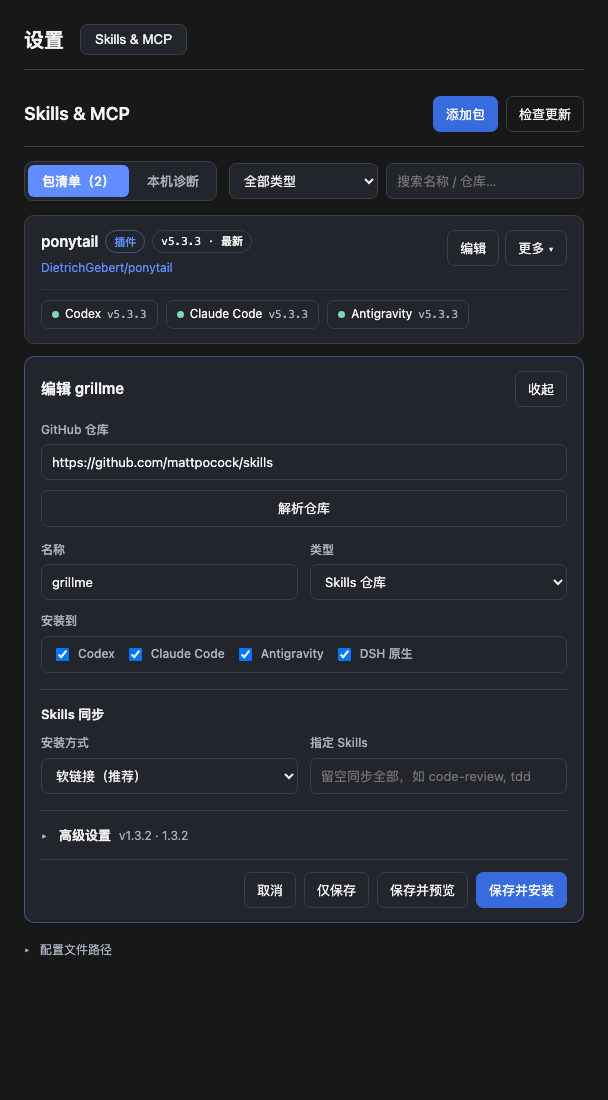 设置 Skills & MCP
Skills & MCP 添加包 检查更新
包清单（2） 本机诊断 全部类型 搜索名称 / 仓库...
ponytail 插件 v5.3.3 · 最新 编辑 更多 ▾
DietrichGebert/ponytail
Codex v5.3.3 Claude Code v5.3.3 Antigravity v5.3.3
编辑 grillme 收起
GitHub 仓库
https://github.com/mattpocock/skills
解析仓库
名称 类型
grillme Skills 仓库
安装到
Codex Claude Code Antigravity DSH 原生
Skills 同步
安装方式 指定 Skills
软链接（推荐） 留空同步全部，如 code-review, tdd
▸ 高级设置 v1.3.2 · 1.3.2
取消 仅保存 保存并预览 保存并安装
▸ 配置文件路径